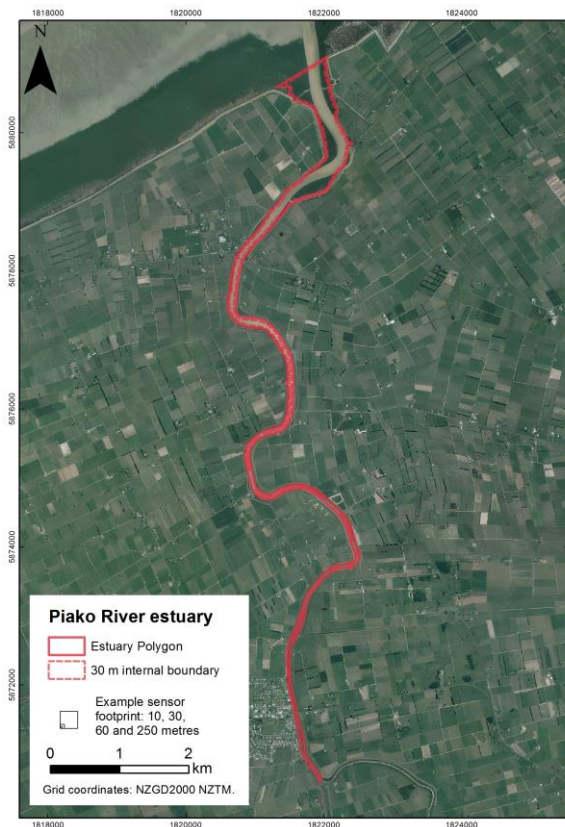 1818000
1820000
1822000
1824000
N
5880000
5878000
5876000
5874000
5872000
Piako River estuary
Estuary Polygon
30 m internal boundary
Example sensor
footprint: 10, 30,
60 and 250 metres
0 1 2
km
Grid coordinates: NZGD2000 NZTM.
1818000
1820000
1822000
1824000